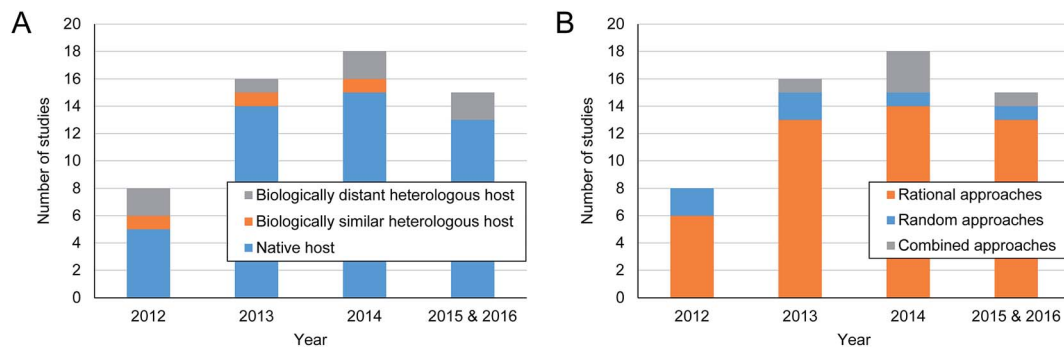 A
Number of studies
20
18
16
14
12
10
8
6
4
2
0
Biologically distant heterologous host
Biologically similar heterologous host
Native host
2012
2013
2014
2015 & 2016
Year
B
Number of studies
20
18
16
14
12
10
8
6
4
2
0
Rational approaches
Random approaches
Combined approaches
2012
2013
2014
2015 & 2016
Year